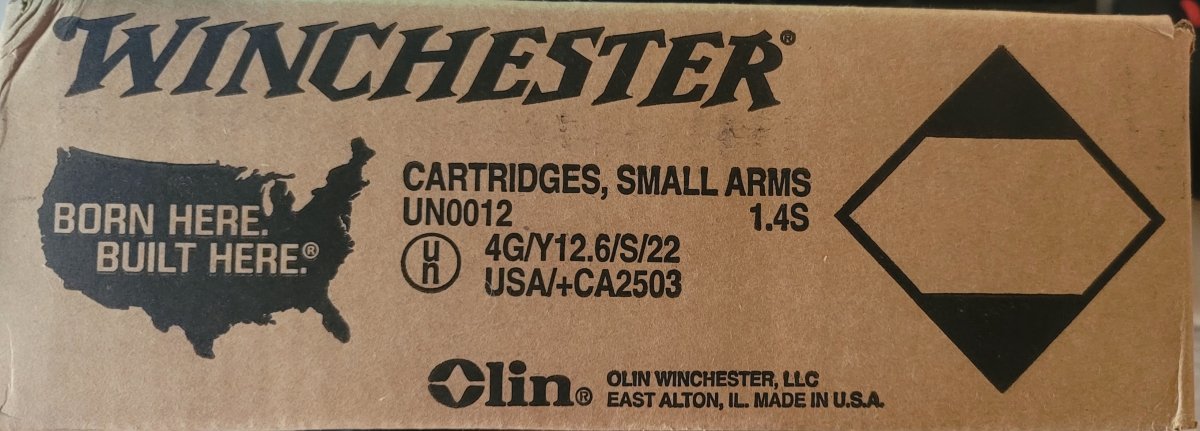 WINCHESTER®
BORN HERE.
BUILT HERE.®
CARTRIDGES, SMALL ARMS
UN0012 1.4S
un 4G/Y12.6/S/22
USA/+CA2503
Olin® OLIN WINCHESTER, LLC
EAST ALTON, IL. MADE IN U.S.A.